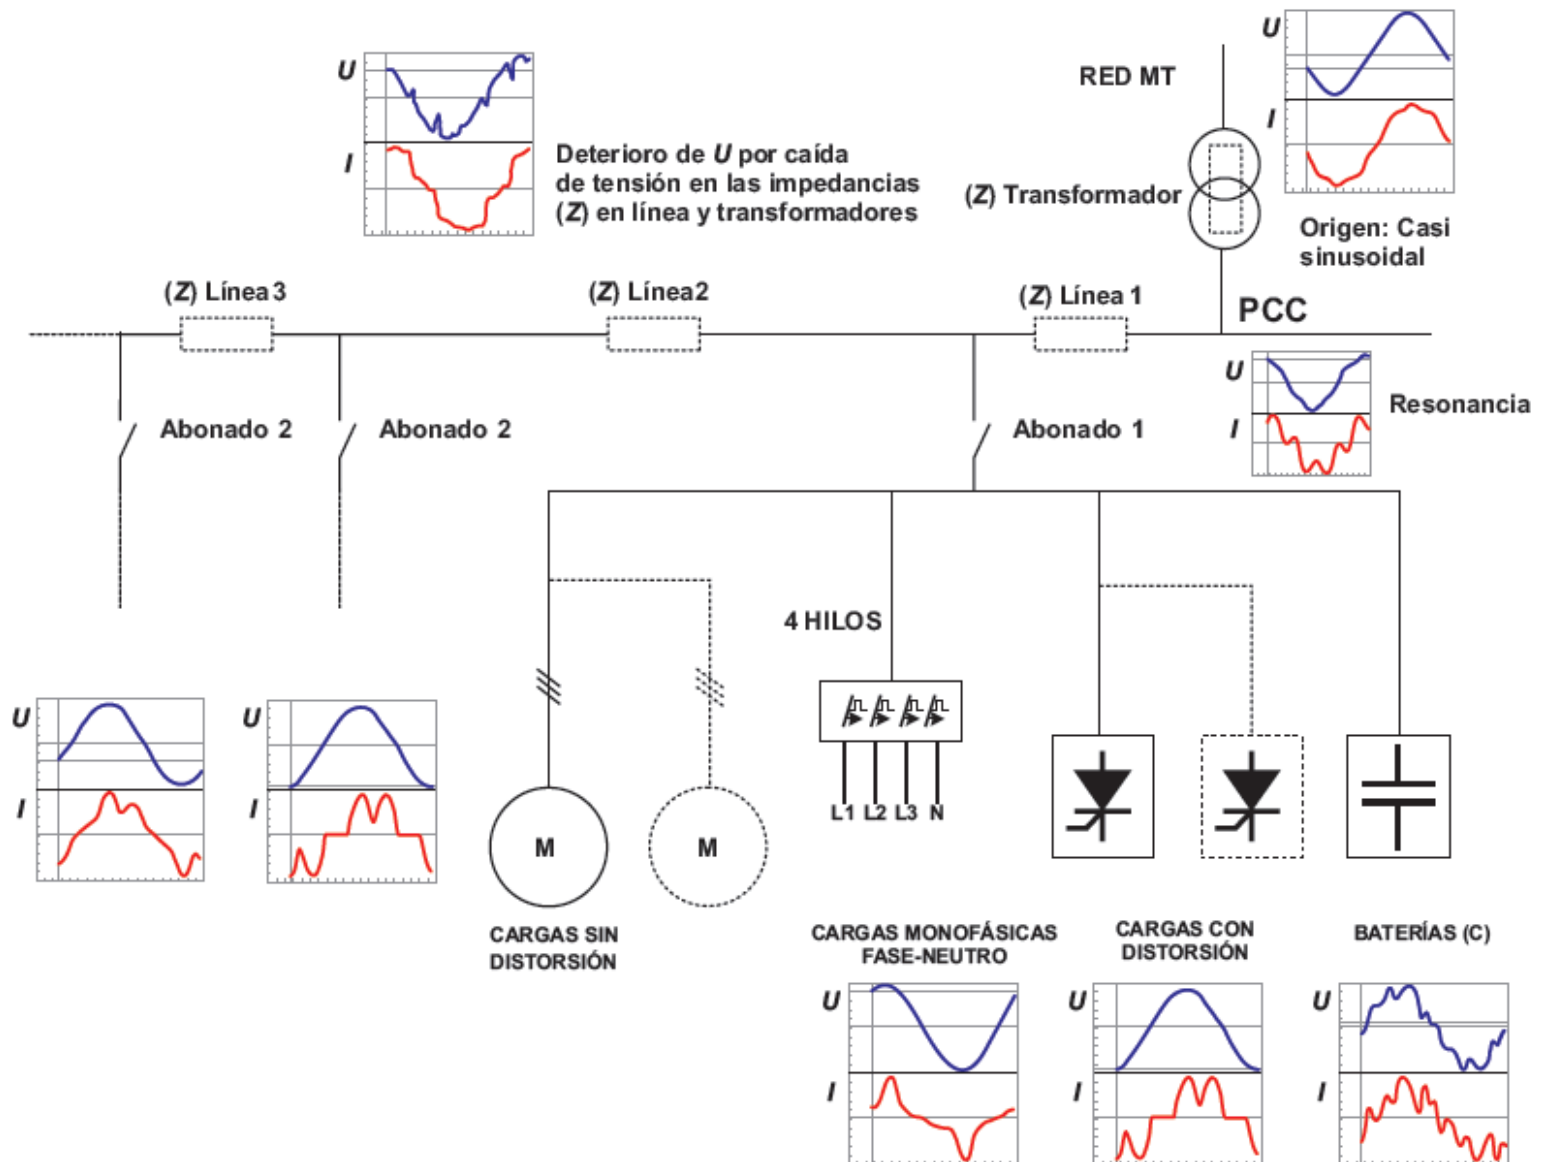 U
I
Deterioro de U por caída
de tensión en las impedancias
(Z) en línea y transformadores
RED MT
(Z) Transformador
U
I
Origen: Casi
sinusoidal
(Z) Línea 3
(Z) Línea2
(Z) Línea 1
PCC
U
I
Resonancia
Abonado 2
Abonado 2
Abonado 1
4 HILOS
L1 L2 L3 N
U
I
U
I
M
M
CARGAS SIN
DISTORSIÓN
CARGAS MONOFÁSICAS
FASE-NEUTRO
CARGAS CON
DISTORSIÓN
BATERÍAS (C)
U
I
U
I
U
I